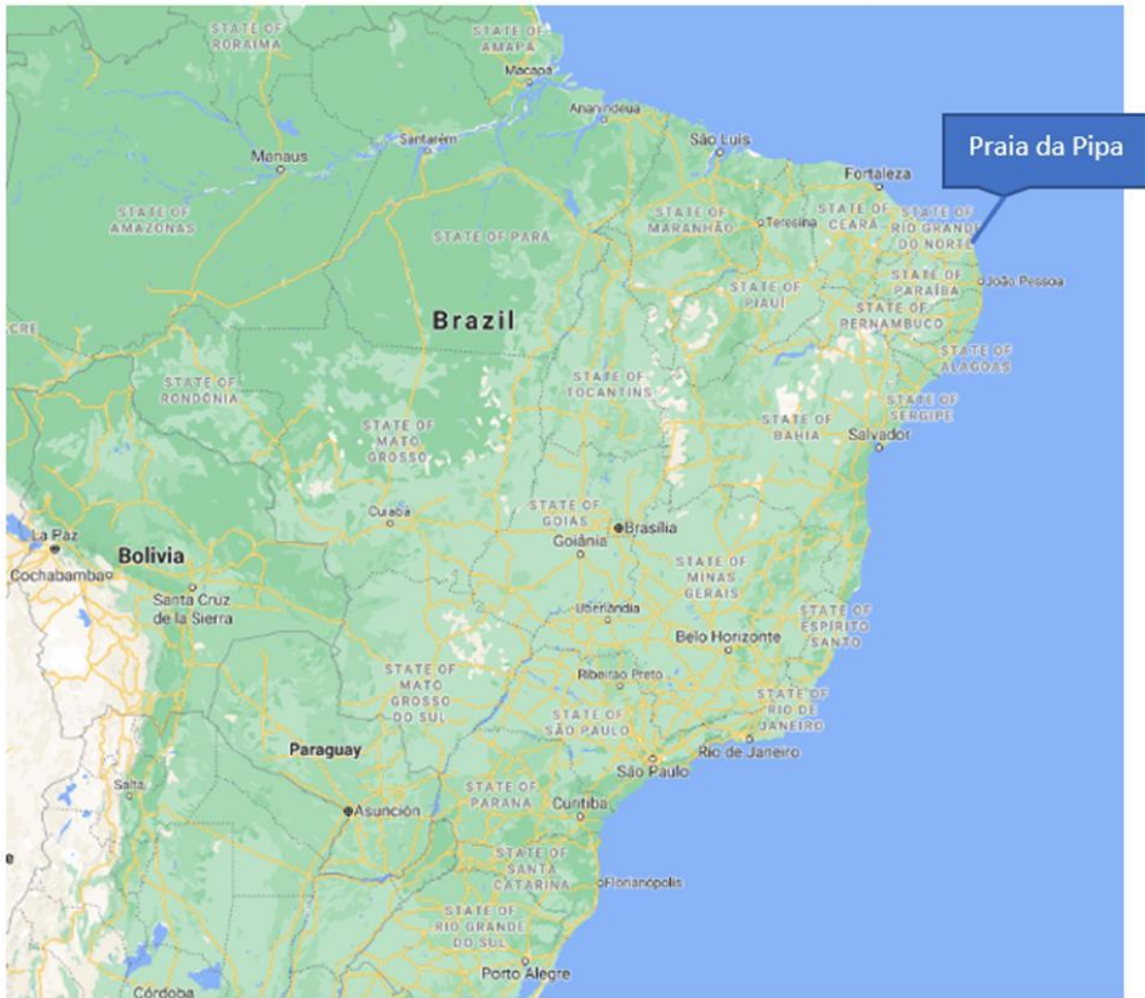 STATE OF
RORAIMA
STATE OF
AMAPÁ
Macapá
Ananindeua
Santarém
São Luís
Manaus
Praia da Pipa
Fortaleza
STATE OF
AMAZONAS
STATE OF PARÁ
STATE OF
MARANHÃO
Teresina
STATE OF
CEARÁ
STATE OF
RIO GRANDE
DO NORTE
STATE OF
PARAÍBA
João Pessoa
STATE OF
PIAUÍ
STATE OF
PERNAMBUCO
Brazil
CRE
STATE OF
ALAGOAS
STATE OF
RONDÔNIA
STATE OF
TOCANTINS
STATE OF
SERGIPE
STATE OF
BAHIA
Salvador
STATE OF
MATO
GROSSO
Cuiabá
STATE OF
GOIÁS
Brasília
Goiânia
La Paz
Bolivia
Cochabamba
Santa Cruz
de la Sierra
STATE OF
MINAS
GERAIS
Uberlândia
STATE OF
ESPÍRITO
SANTO
Belo Horizonte
Ribeirão Preto
STATE OF
MATO
GROSSO
DO SUL
STATE OF
RIO DE
JANEIRO
STATE OF
SÃO PAULO
Rio de Janeiro
Paraguay
São Paulo
Salta
STATE OF
PARANÁ
Curitiba
Asunción
STATE OF
SANTA
CATARINA
Florianópolis
e
STATE OF
RIO GRANDE
DO SUL
Porto Alegre
Córdoba